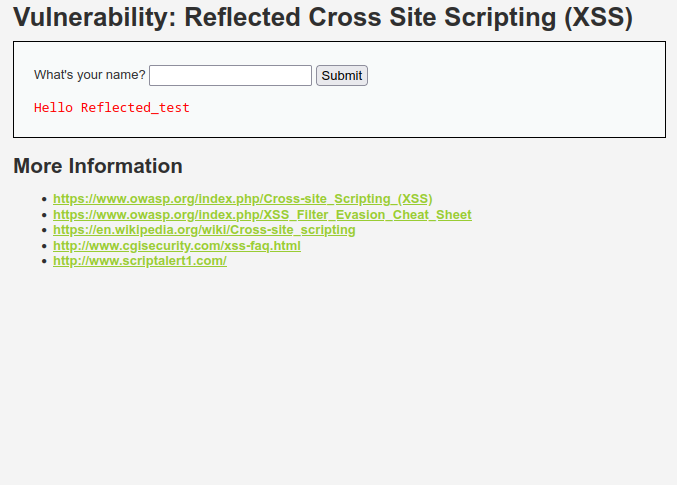 Vulnerability: Reflected Cross Site Scripting (XSS)
What's your name? Submit
Hello Reflected_test
More Information
https://www.owasp.org/index.php/Cross-site_Scripting_(XSS)
https://www.owasp.org/index.php/XSS_Filter_Evasion_Cheat_Sheet
https://en.wikipedia.org/wiki/Cross-site_scripting
http://www.cgisecurity.com/xss-faq.html
http://www.scriptalert1.com/